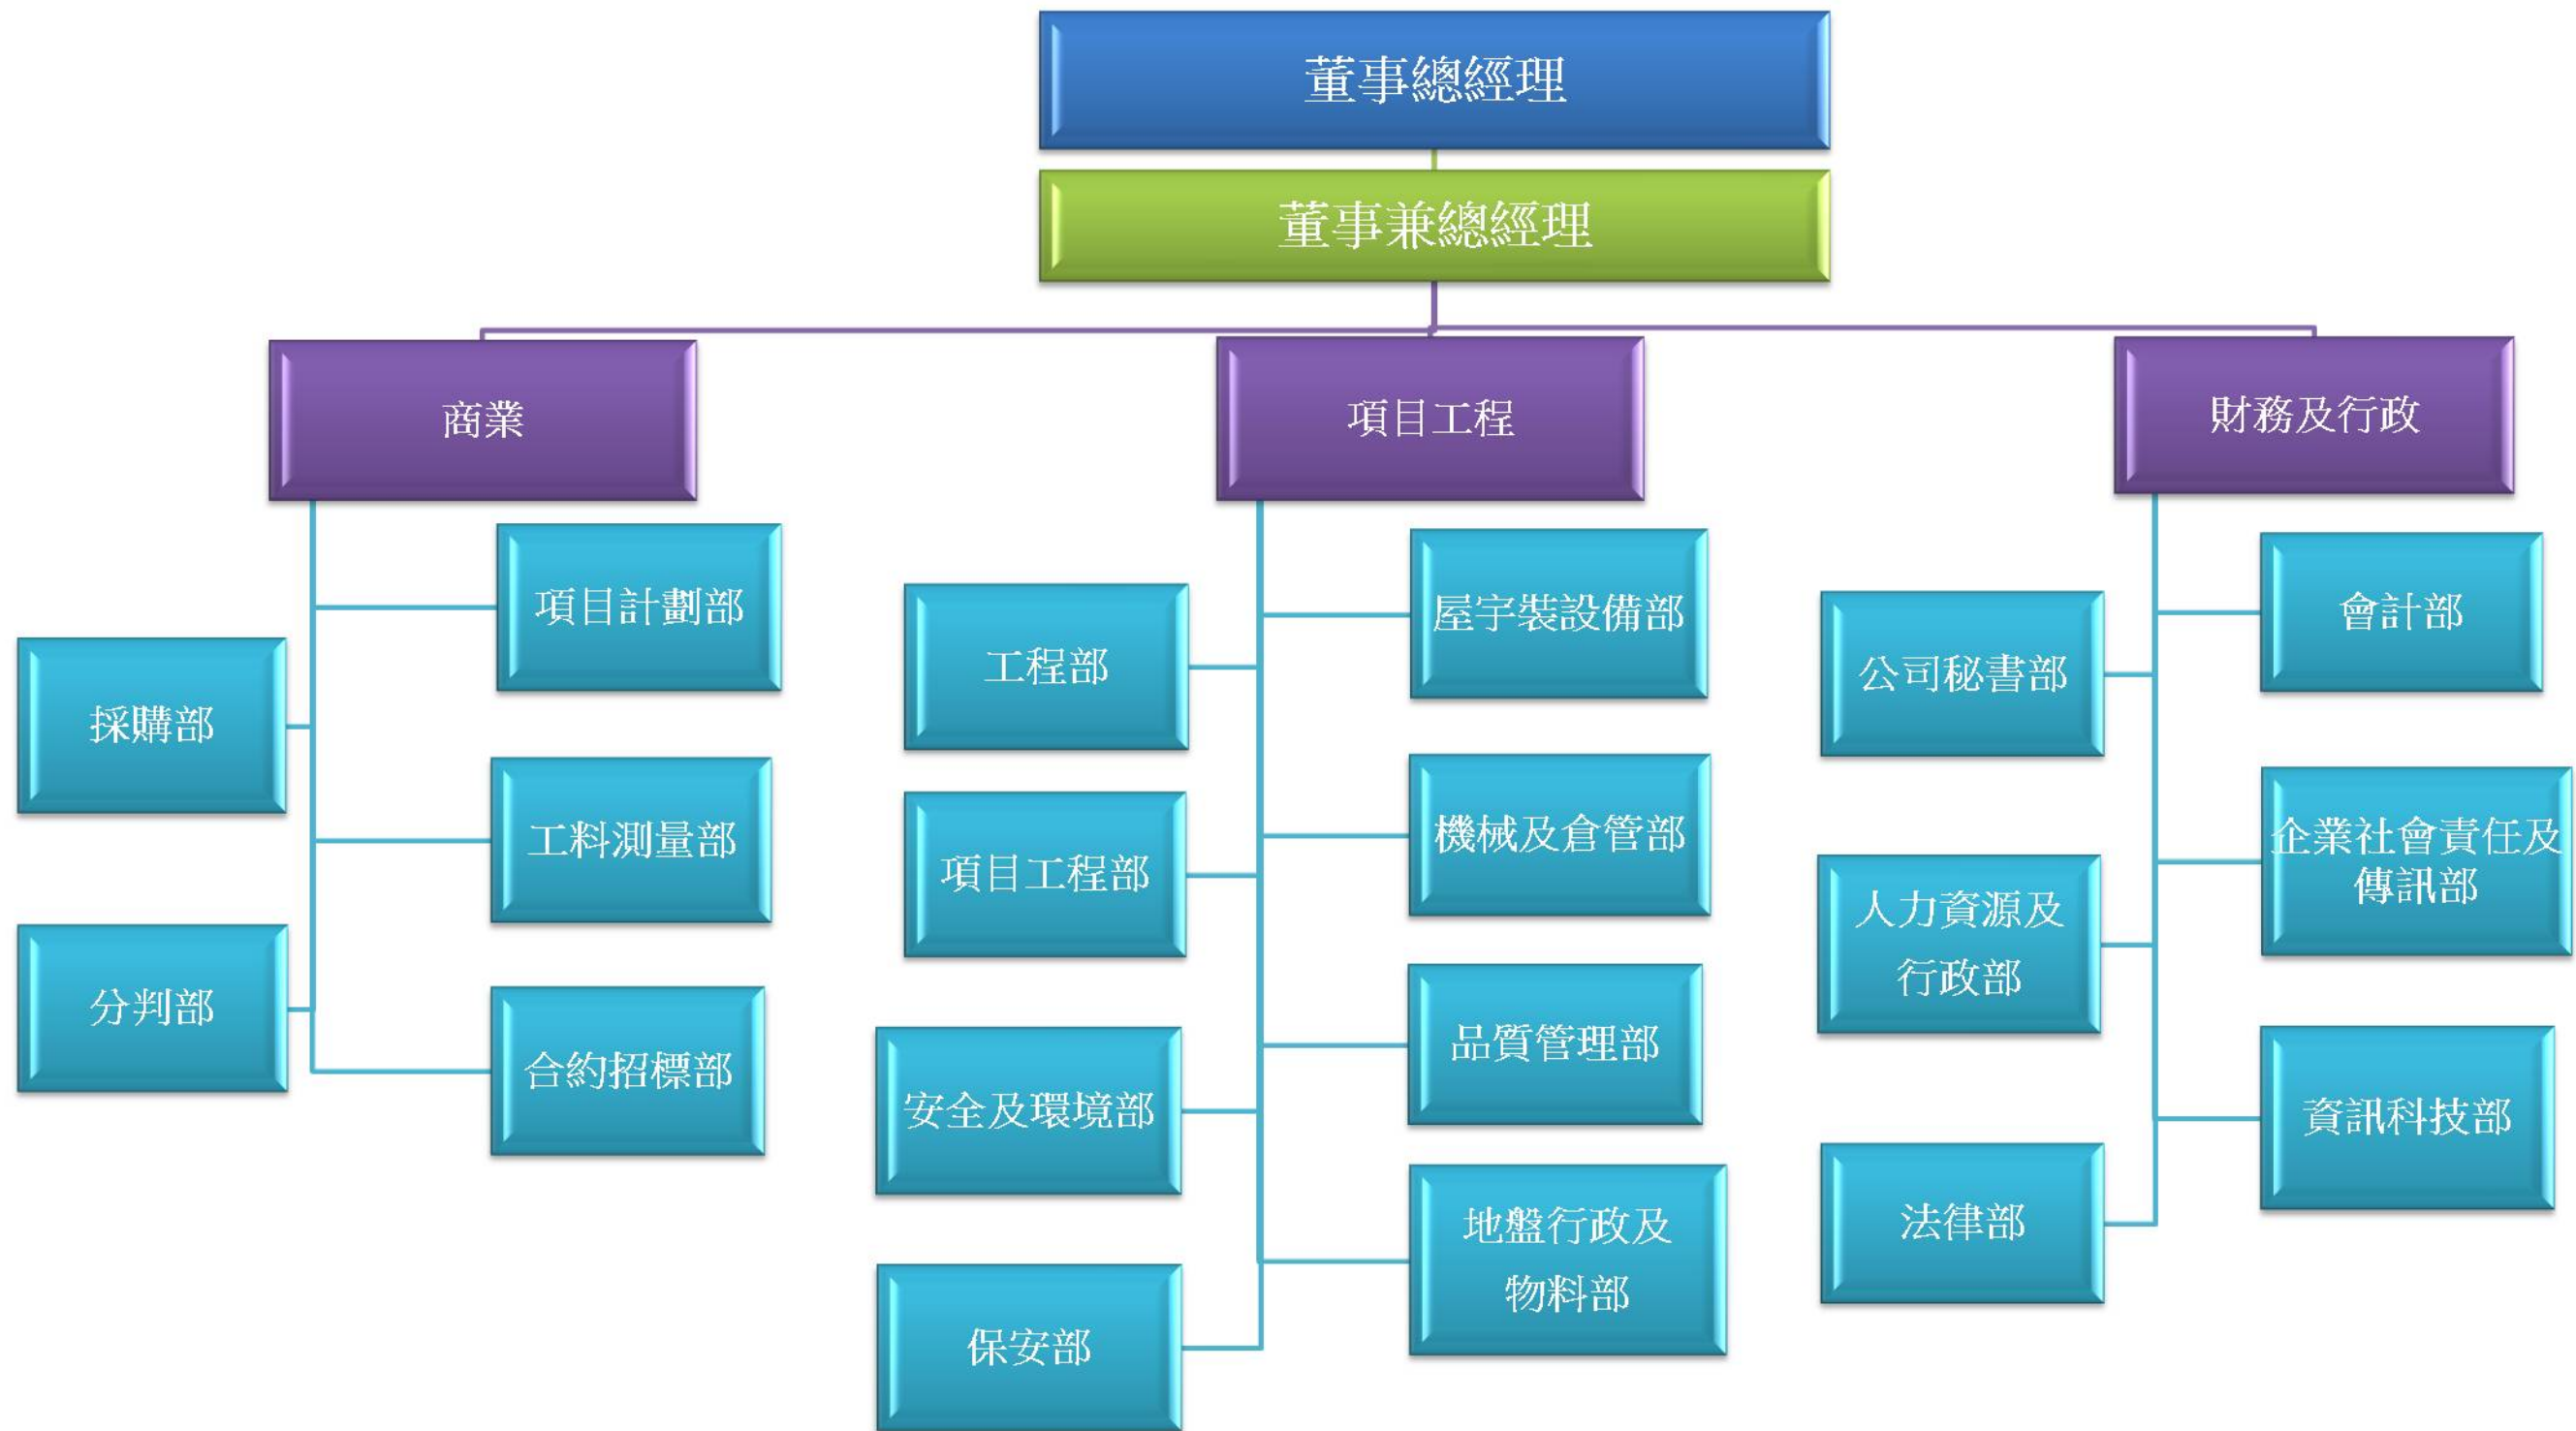 董事總經理
董事兼總經理
商業
項目工程
財務及行政
項目計劃部
採購部
工料測量部
分判部
合約招標部
屋宇裝設備部
工程部
機械及倉管部
項目工程部
品質管理部
安全及環境部
地盤行政及
物料部
保安部
會計部
公司秘書部
企業社會責任及
傳訊部
人力資源及
行政部
資訊科技部
法律部